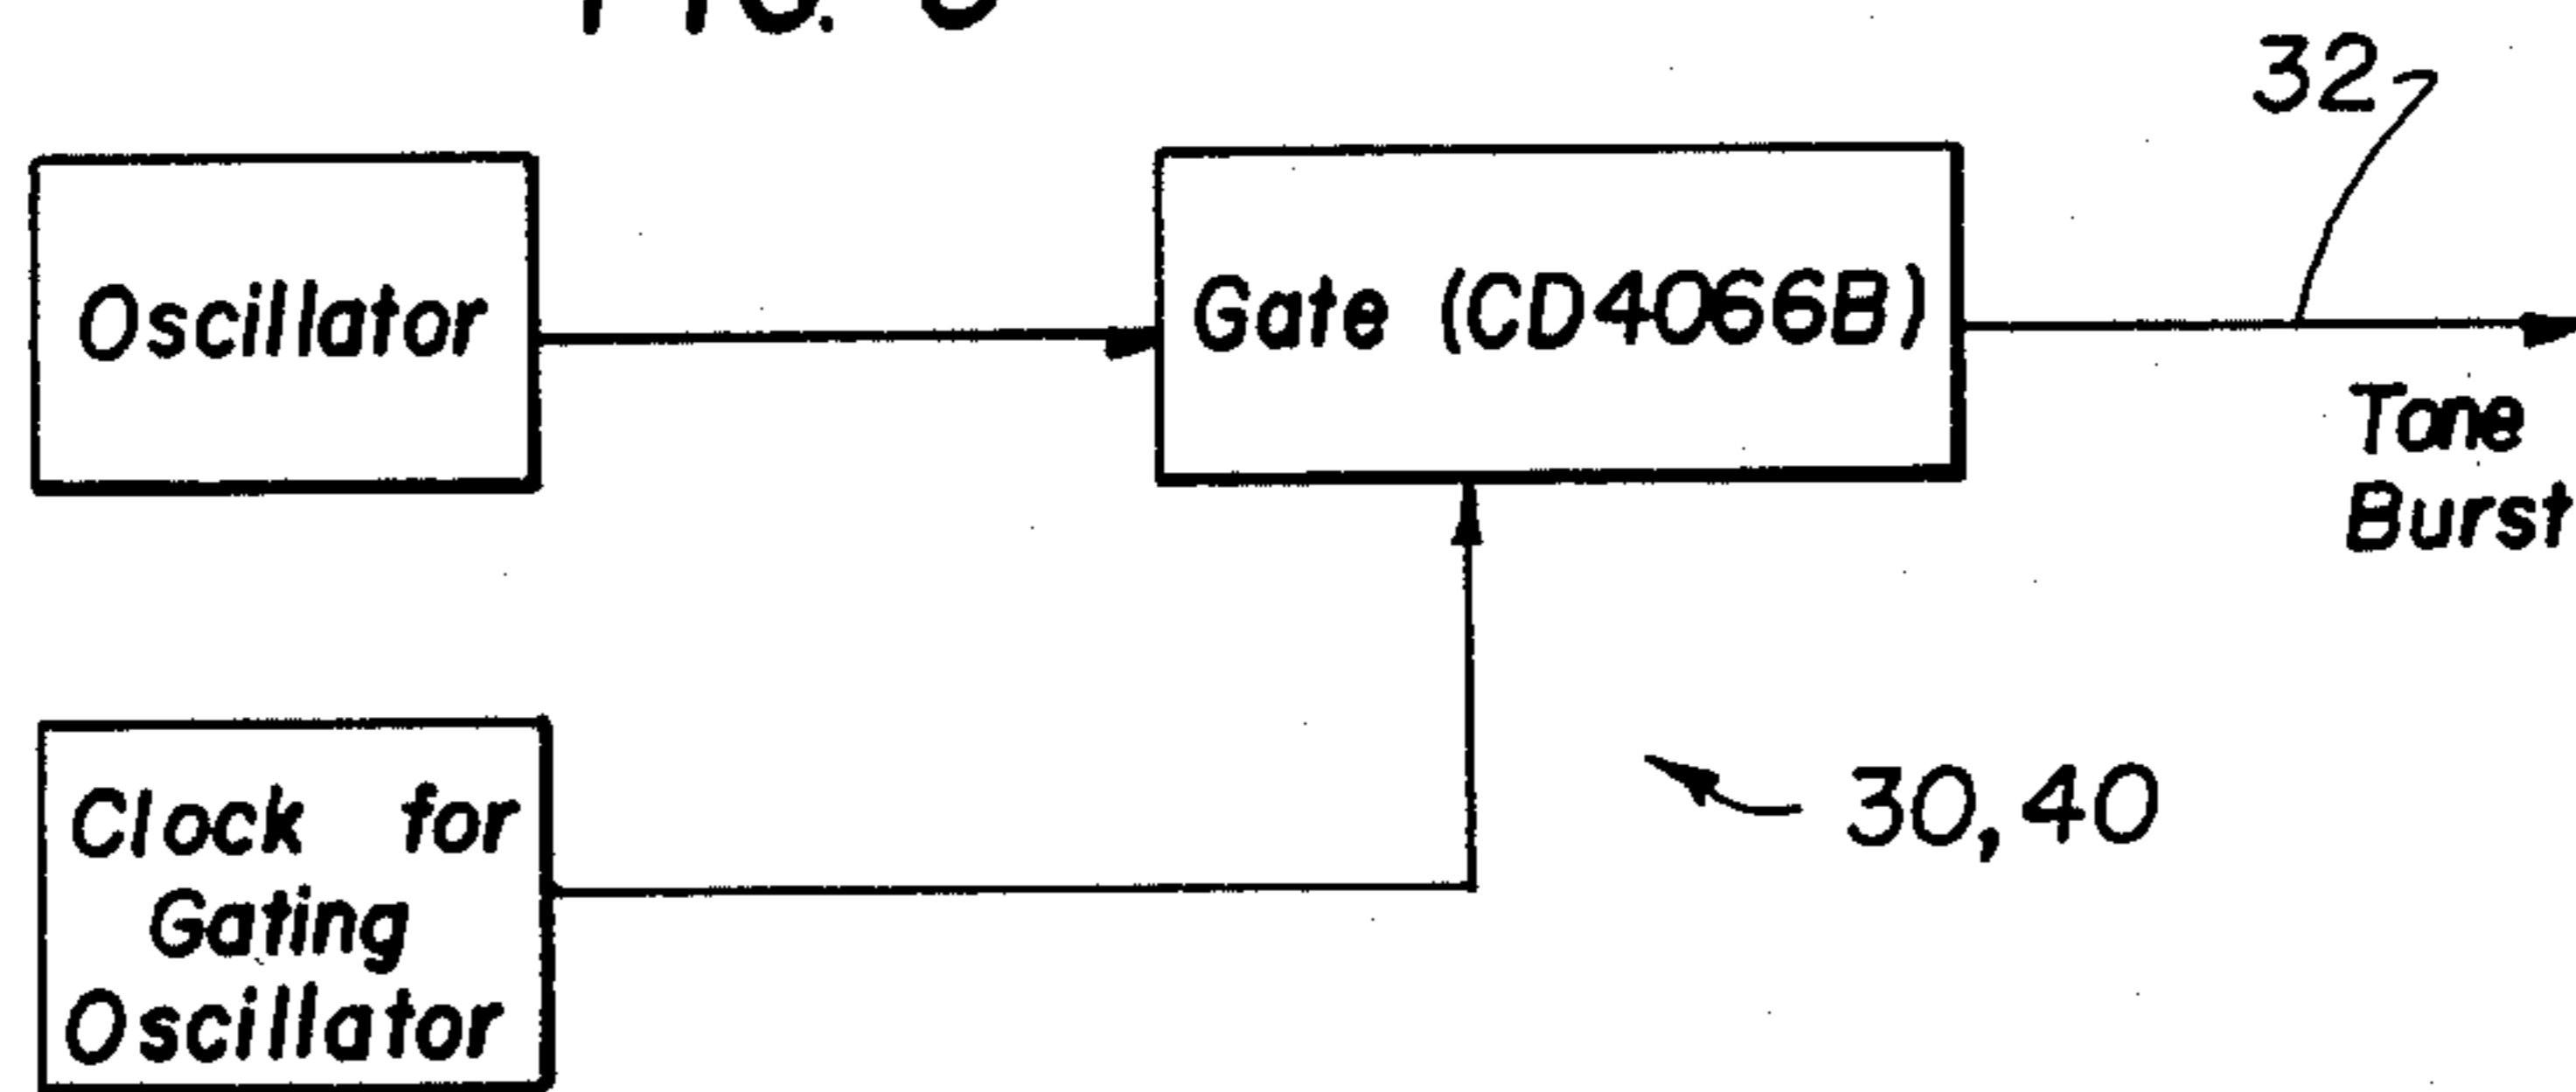 32
Oscillator
Gate (CD4066B)
Tone
Burst
Clock for
Gating
Oscillator
30,40